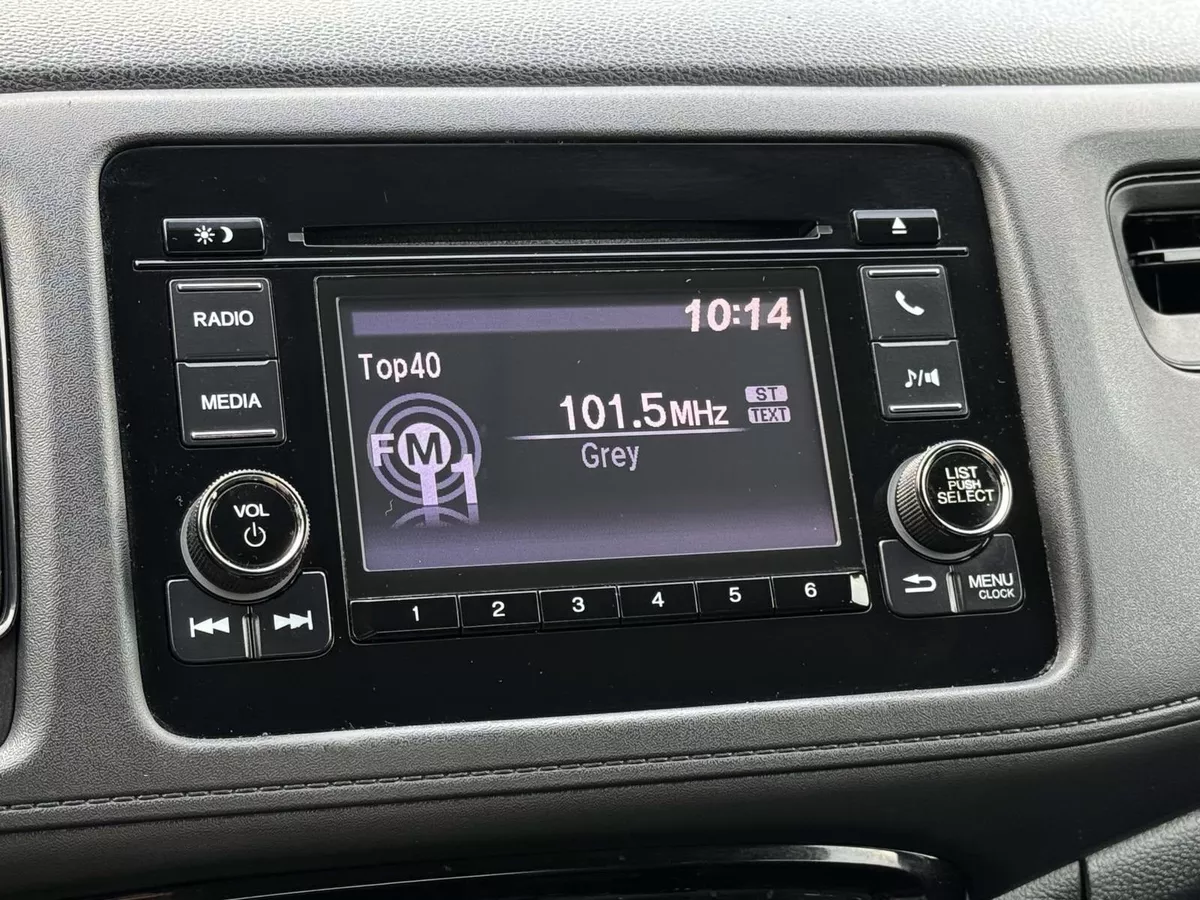 RADIO
MEDIA
VOL
10:14
Top40
101.5MHz
ST
TEXT
FM
1
Grey
LIST
PUSH
SELECT
MENU
CLOCK
1 2 3 4 5 6